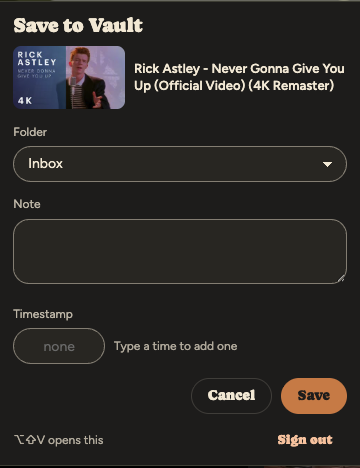 Save to Vault
RICK
ASTLEY
NEVER GONNA
GIVE YOU UP
4K
Rick Astley - Never Gonna Give You
Up (Official Video) (4K Remaster)
Folder
Inbox
Note
Timestamp
none
Type a time to add one
Cancel
Save
⌥⇧V opens this
Sign out